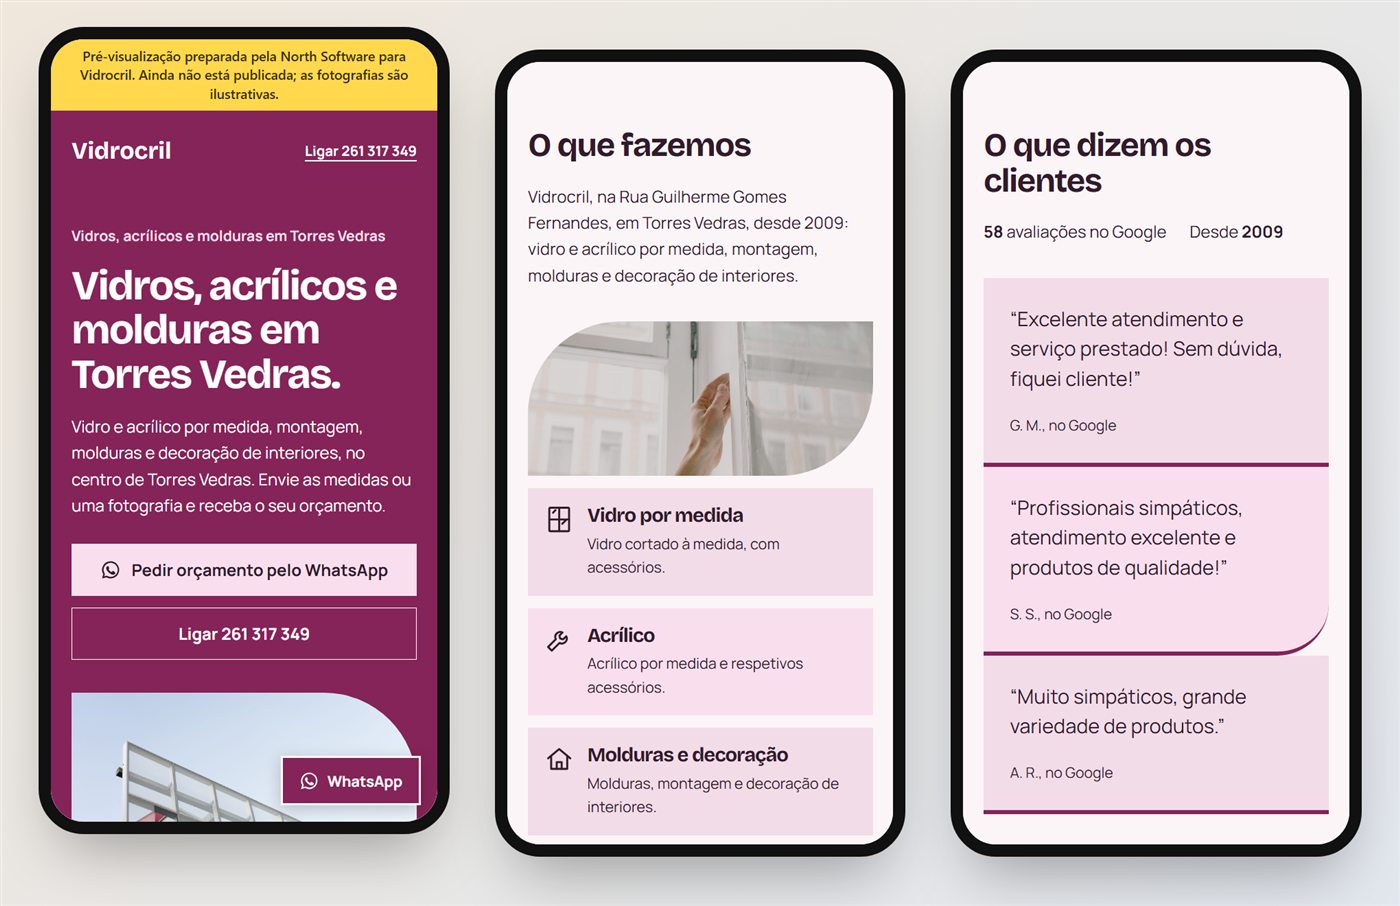 Pré-visualização preparada pela North Software para
Vidrocril. Ainda não está publicada; as fotografias são
ilustrativas.
Vidrocril
Ligar 261 317 349
Vidros, acrílicos e molduras em Torres Vedras
Vidros, acrílicos e
molduras em
Torres Vedras.
Vidro e acrílico por medida, montagem,
molduras e decoração de interiores, no
centro de Torres Vedras. Envie as medidas ou
uma fotografia e receba o seu orçamento.
Pedir orçamento pelo WhatsApp
Ligar 261 317 349
WhatsApp
O que fazemos
Vidrocril, na Rua Guilherme Gomes
Fernandes, em Torres Vedras, desde 2009:
vidro e acrílico por medida, montagem,
molduras e decoração de interiores.
Vidro por medida
Vidro cortado à medida, com
acessórios.
Acrílico
Acrílico por medida e respetivos
acessórios.
Molduras e decoração
Molduras, montagem e decoração de
interiores.
O que dizem os
clientes
58 avaliações no Google
Desde 2009
“Excelente atendimento e
serviço prestado! Sem dúvida,
fiquei cliente!”
G. M., no Google
“Profissionais simpáticos,
atendimento excelente e
produtos de qualidade!”
S. S., no Google
“Muito simpáticos, grande
variedade de produtos.”
A. R., no Google